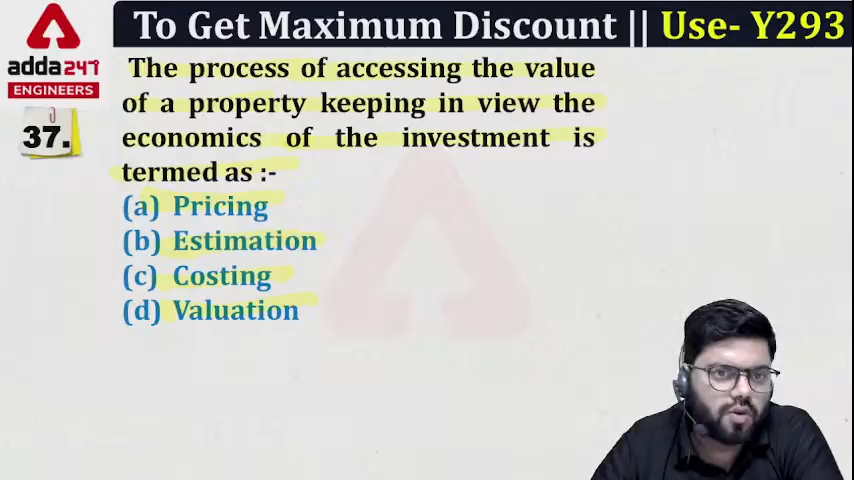 To Get Maximum Discount || Use- Y293
adda247
ENGINEERS
37.
The process of accessing the value
of a property keeping in view the
economics of the investment is
termed as :-
(a) Pricing
(b) Estimation
(c) Costing
(d) Valuation